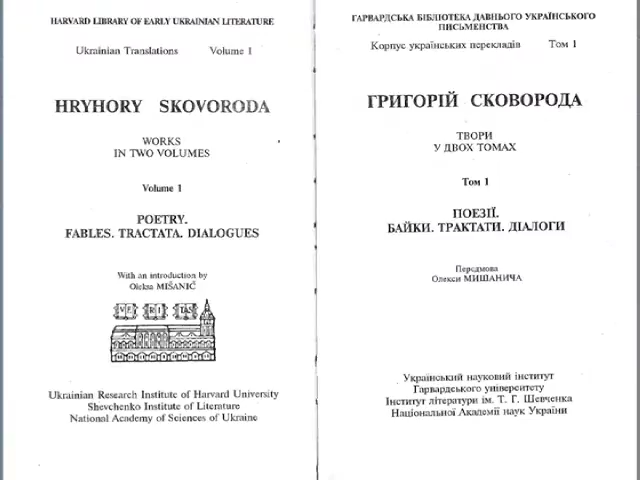 HARVARD LIBRARY OF EARLY UKRAINIAN LITERATURE
Ukrainian Translations Volume 1
HRYHORY SKOVORODA
WORKS
IN TWO VOLUMES
Volume 1
POETRY.
FABLES. TRACTATA. DIALOGUES
With an introduction by
Oleksa MIŠANIČ
VE RI TAS
Ukrainian Research Institute of Harvard University
Shevchenko Institute of Literature
National Academy of Sciences of Ukraine
ГАРВАРДСЬКА БІБЛІОТЕКА ДАВНЬОГО УКРАЇНСЬКОГО
ПИСЬМЕНСТВА
Корпус українських перекладів Том 1
ГРИГОРІЙ СКОВОРОДА
ТВОРИ
У ДВОХ ТОМАХ
Том 1
ПОЕЗІЇ.
БАЙКИ. ТРАКТАТИ. ДІАЛОГИ
Передмова
Олекси МИШАНИЧА
Український науковий інститут
Гарвардського університету
Інститут літератури ім. Т. Г. Шевченка
Національної Академії наук України